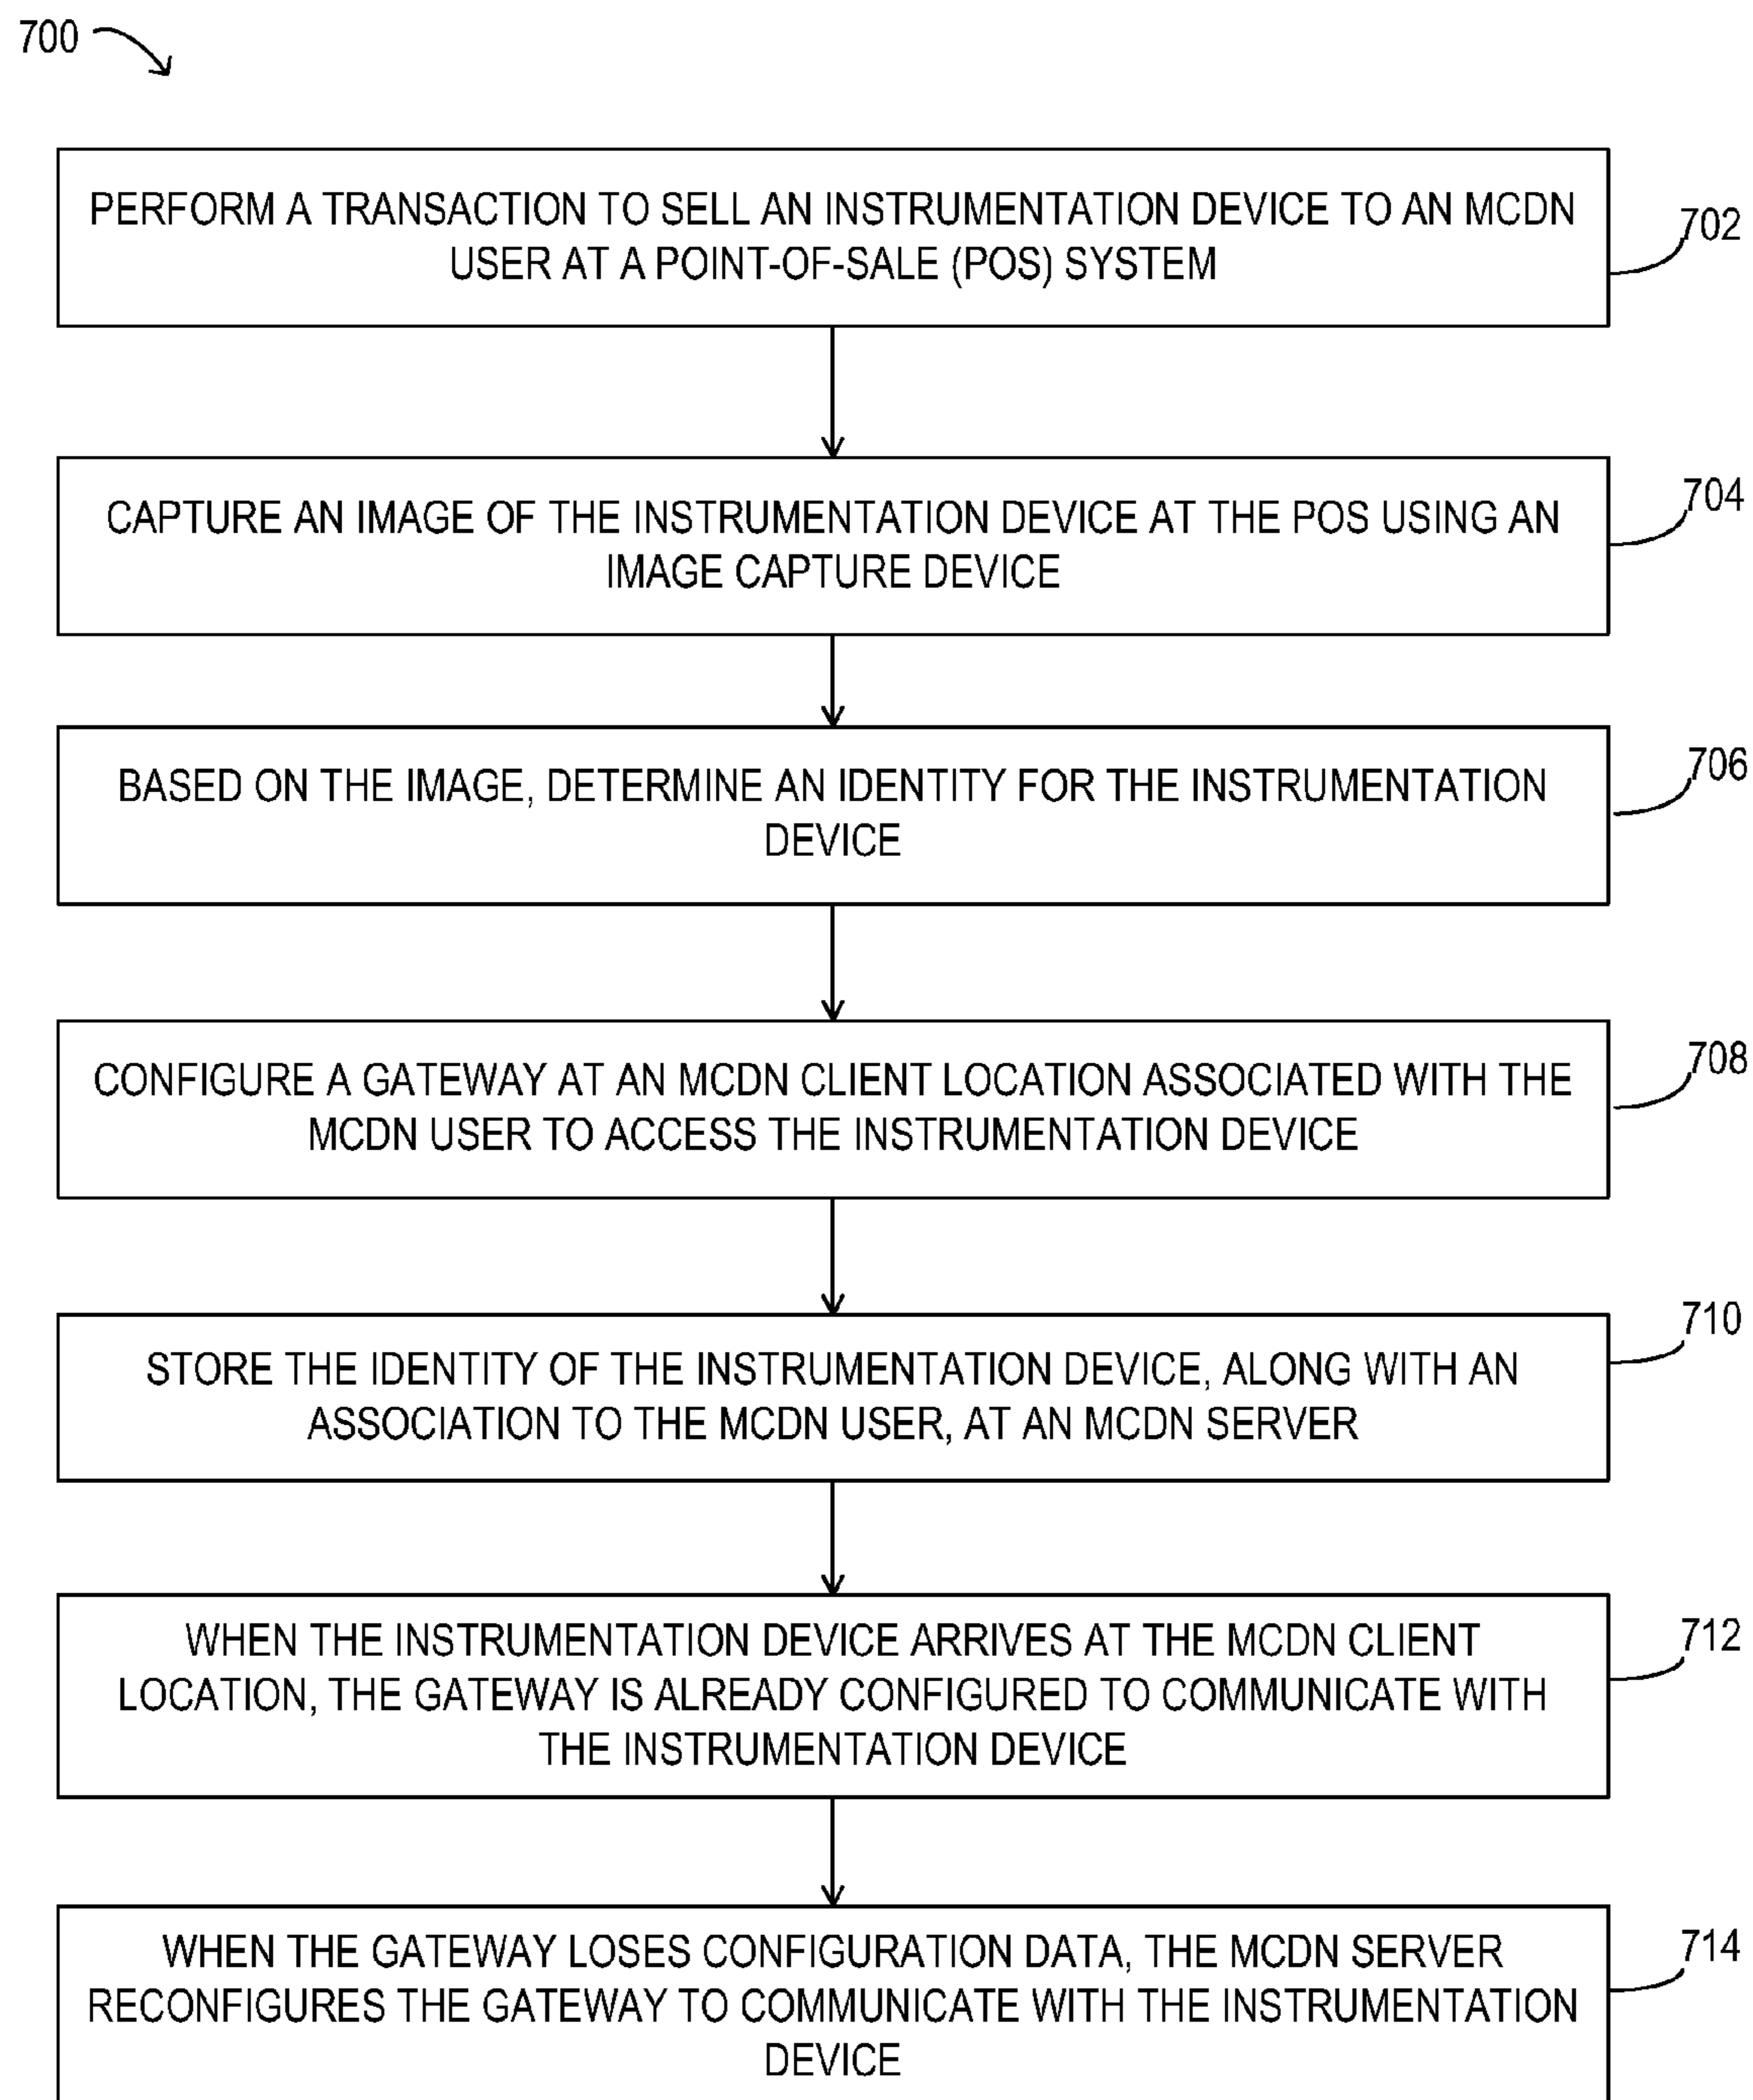 700
PERFORM A TRANSACTION TO SELL AN INSTRUMENTATION DEVICE TO AN MCDN
USER AT A POINT-OF-SALE (POS) SYSTEM
702
CAPTURE AN IMAGE OF THE INSTRUMENTATION DEVICE AT THE POS USING AN
IMAGE CAPTURE DEVICE
704
BASED ON THE IMAGE, DETERMINE AN IDENTITY FOR THE INSTRUMENTATION
DEVICE
706
CONFIGURE A GATEWAY AT AN MCDN CLIENT LOCATION ASSOCIATED WITH THE
MCDN USER TO ACCESS THE INSTRUMENTATION DEVICE
708
STORE THE IDENTITY OF THE INSTRUMENTATION DEVICE, ALONG WITH AN
ASSOCIATION TO THE MCDN USER, AT AN MCDN SERVER
710
WHEN THE INSTRUMENTATION DEVICE ARRIVES AT THE MCDN CLIENT
LOCATION, THE GATEWAY IS ALREADY CONFIGURED TO COMMUNICATE WITH
THE INSTRUMENTATION DEVICE
712
WHEN THE GATEWAY LOSES CONFIGURATION DATA, THE MCDN SERVER
RECONFIGURES THE GATEWAY TO COMMUNICATE WITH THE INSTRUMENTATION
DEVICE
714